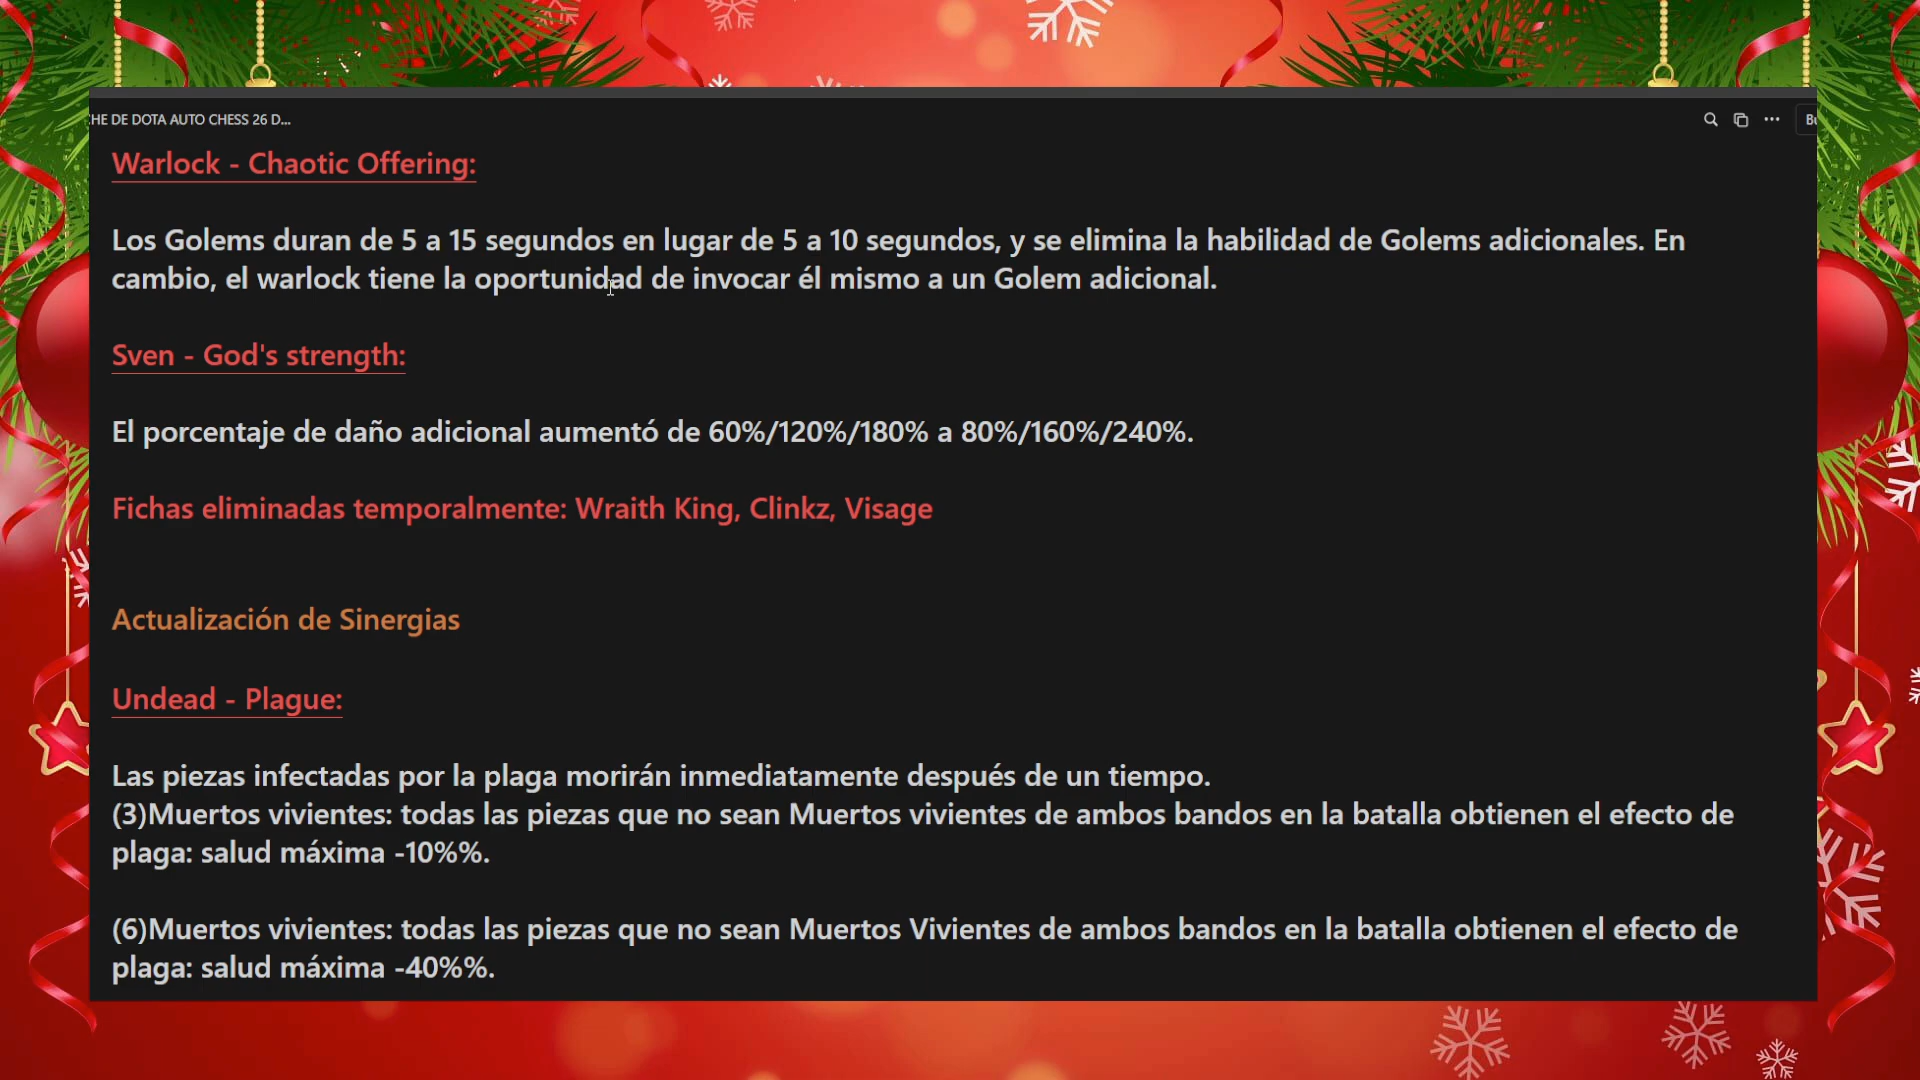 HE DE DOTA AUTO CHESS 26 D...
Warlock - Chaotic Offering:
Los Golems duran de 5 a 15 segundos en lugar de 5 a 10 segundos, y se elimina la habilidad de Golems adicionales. En
cambio, el warlock tiene la oportunidad de invocar él mismo a un Golem adicional.
Sven - God's strength:
El porcentaje de daño adicional aumentó de 60%/120%/180% a 80%/160%/240%.
Fichas eliminadas temporalmente: Wraith King, Clinkz, Visage
Actualización de Sinergias
Undead - Plague:
Las piezas infectadas por la plaga morirán inmediatamente después de un tiempo.
(3)Muertos vivientes: todas las piezas que no sean Muertos vivientes de ambos bandos en la batalla obtienen el efecto de
plaga: salud máxima -10%%.
(6)Muertos vivientes: todas las piezas que no sean Muertos Vivientes de ambos bandos en la batalla obtienen el efecto de
plaga: salud máxima -40%%.